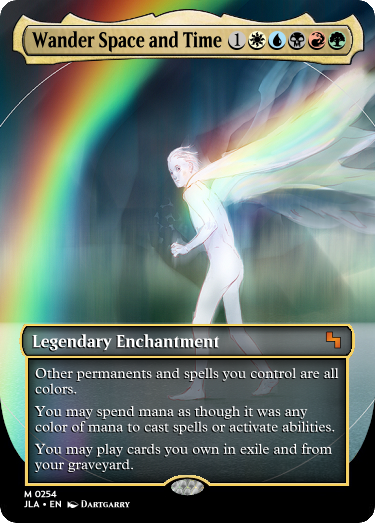 Wander Space and Time 1
Legendary Enchantment
Other permanents and spells you control are all
colors.
You may spend mana as though it was any
color of mana to cast spells or activate abilities.
You may play cards you own in exile and from
your graveyard.
M 0254
JLA • EN Dartgarry